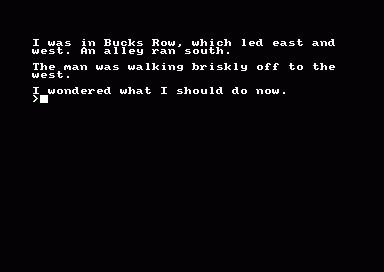 I was in Bucks Row, which led east and
west. An alley ran south.
The man was walking briskly off to the
west.
I wondered what I should do now.
>